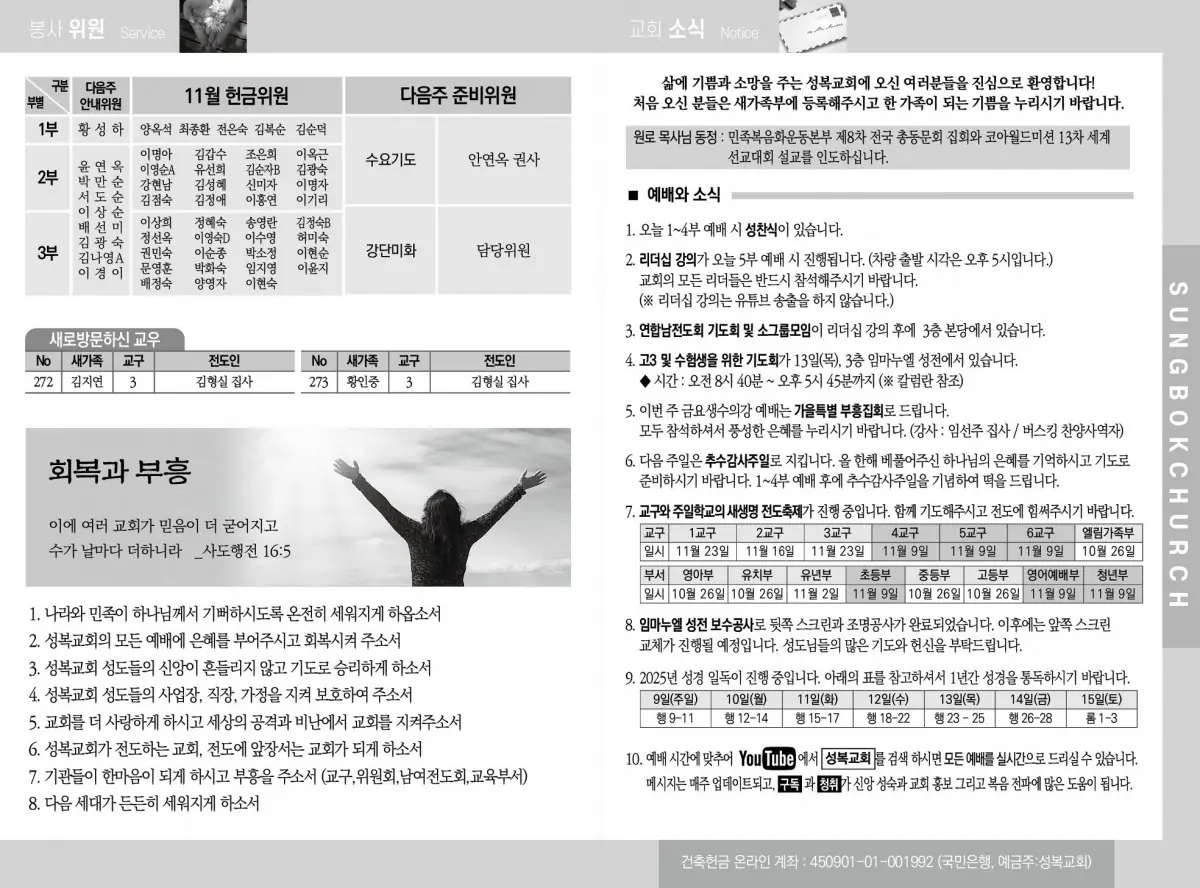 봉사 위원 Service
구분
부별
다음주
안내위원
11월 헌금위원
다음주 준비위원
1부
황 성 하
양옥석 최종환 전은숙 김복순 김순덕
2부
3부
윤 연 옥
박 만 순
서 도 순
이 상 순
배 선 미
김 광 숙
김나영A
이 경 이
이명아 김갑수 조은희 이옥근
이영순A 유선희 김순자B 김광숙
강현남 김성혜 신미자 이명자
김점숙 김정애 이홍연 이기리
이상희 정혜숙 송영란 김정숙B
정선옥 이영숙D 이수영 허미숙
권민숙 이순종 박소정 이현순
문영훈 박화숙 임지영 이윤지
배정숙 양영자 이현숙
수요기도 안연옥 권사
강단미화 담당위원
새로방문하신 교우
No 새가족 교구 전도인 No 새가족 교구 전도인
272 김지연 3 김형실 집사 273 황인중 3 김형실 집사
회복과 부흥
이에 여러 교회가 믿음이 더 굳어지고
수가 날마다 더하니라 _사도행전 16:5
1. 나라와 민족이 하나님께서 기뻐하시도록 온전히 세워지게 하옵소서
2. 성복교회의 모든 예배에 은혜를 부어주시고 회복시켜 주소서
3. 성복교회 성도들의 신앙이 흔들리지 않고 기도로 승리하게 하소서
4. 성복교회 성도들의 사업장, 직장, 가정을 지켜 보호하여 주소서
5. 교회를 더 사랑하게 하시고 세상의 공격과 비난에서 교회를 지켜주소서
6. 성복교회가 전도하는 교회, 전도에 앞장서는 교회가 되게 하소서
7. 기관들이 한마음이 되게 하시고 부흥을 주소서 (교구,위원회,남여전도회,교육부서)
8. 다음 세대가 든든히 세워지게 하소서
교회 소식 Notice
삶에 기쁨과 소망을 주는 성복교회에 오신 여러분들을 진심으로 환영합니다!
처음 오신 분들은 새가족부에 등록해주시고 한 가족이 되는 기쁨을 누리시기 바랍니다.
원로 목사님 동정 : 민족복음화운동본부 제8차 전국 총동문회 집회와 코아월드미션 13차 세계
선교대회 설교를 인도하십니다.
■ 예배와 소식
1. 오늘 1~4부 예배 시 성찬식이 있습니다.
2. 리더십 강의가 오늘 5부 예배 시 진행됩니다. (차량 출발 시각은 오후 5시입니다.)
교회의 모든 리더들은 반드시 참석해주시기 바랍니다.
(※ 리더십 강의는 유튜브 송출을 하지 않습니다.)
3. 연합남전도회 기도회 및 소그룹모임이 리더십 강의 후에 3층 본당에서 있습니다.
4. 고3 및 수험생을 위한 기도회가 13일(목), 3층 임마누엘 성전에서 있습니다.
◆ 시간 : 오전 8시 40분 ~ 오후 5시 45분까지 (※ 칼럼란 참조)
5. 이번 주 금요생수의강 예배는 가을특별 부흥집회로 드립니다.
모두 참석하셔서 풍성한 은혜를 누리시기 바랍니다. (강사 : 임선주 집사 / 버스킹 찬양사역자)
6. 다음 주일은 추수감사주일로 지킵니다. 올 한해 베풀어주신 하나님의 은혜를 기억하시고 기도로
준비하시기 바랍니다. 1~4부 예배 후에 추수감사주일을 기념하여 떡을 드립니다.
7. 교구와 주일학교의 새생명 전도축제가 진행 중입니다. 함께 기도해주시고 전도에 힘써주시기 바랍니다.
교구 1교구 2교구 3교구 4교구 5교구 6교구 엘림가족부
일시 11월 23일 11월 16일 11월 23일 11월 9일 11월 9일 11월 9일 10월 26일
부서 영아부 유치부 유년부 초등부 중등부 고등부 영어예배부 청년부
일시 10월 26일 10월 26일 11월 2일 11월 9일 10월 26일 10월 26일 11월 9일 11월 9일
8. 임마누엘 성전 보수공사로 뒷쪽 스크린과 조명공사가 완료되었습니다. 이후에는 앞쪽 스크린
교체가 진행될 예정입니다. 성도님들의 많은 기도와 헌신을 부탁드립니다.
9. 2025년 성경 일독이 진행 중입니다. 아래의 표를 참고하셔서 1년간 성경을 통독하시기 바랍니다.
9일(주일) 10일(월) 11일(화) 12일(수) 13일(목) 14일(금) 15일(토)
행 9-11 행 12-14 행 15-17 행 18-22 행 23 - 25 행 26-28 롬 1-3
10. 예배 시간에 맞추어 YouTube 에서 성복교회 를 검색 하시면 모든 예배를 실시간으로 드리실 수 있습니다.
메시지는 매주 업데이트되고, 구독 과 청취 가 신앙 성숙과 교회 홍보 그리고 복음 전파에 많은 도움이 됩니다.
건축헌금 온라인 계좌 : 450901-01-001992 (국민은행, 예금주:성복교회)
SUNGBOKCHURCH